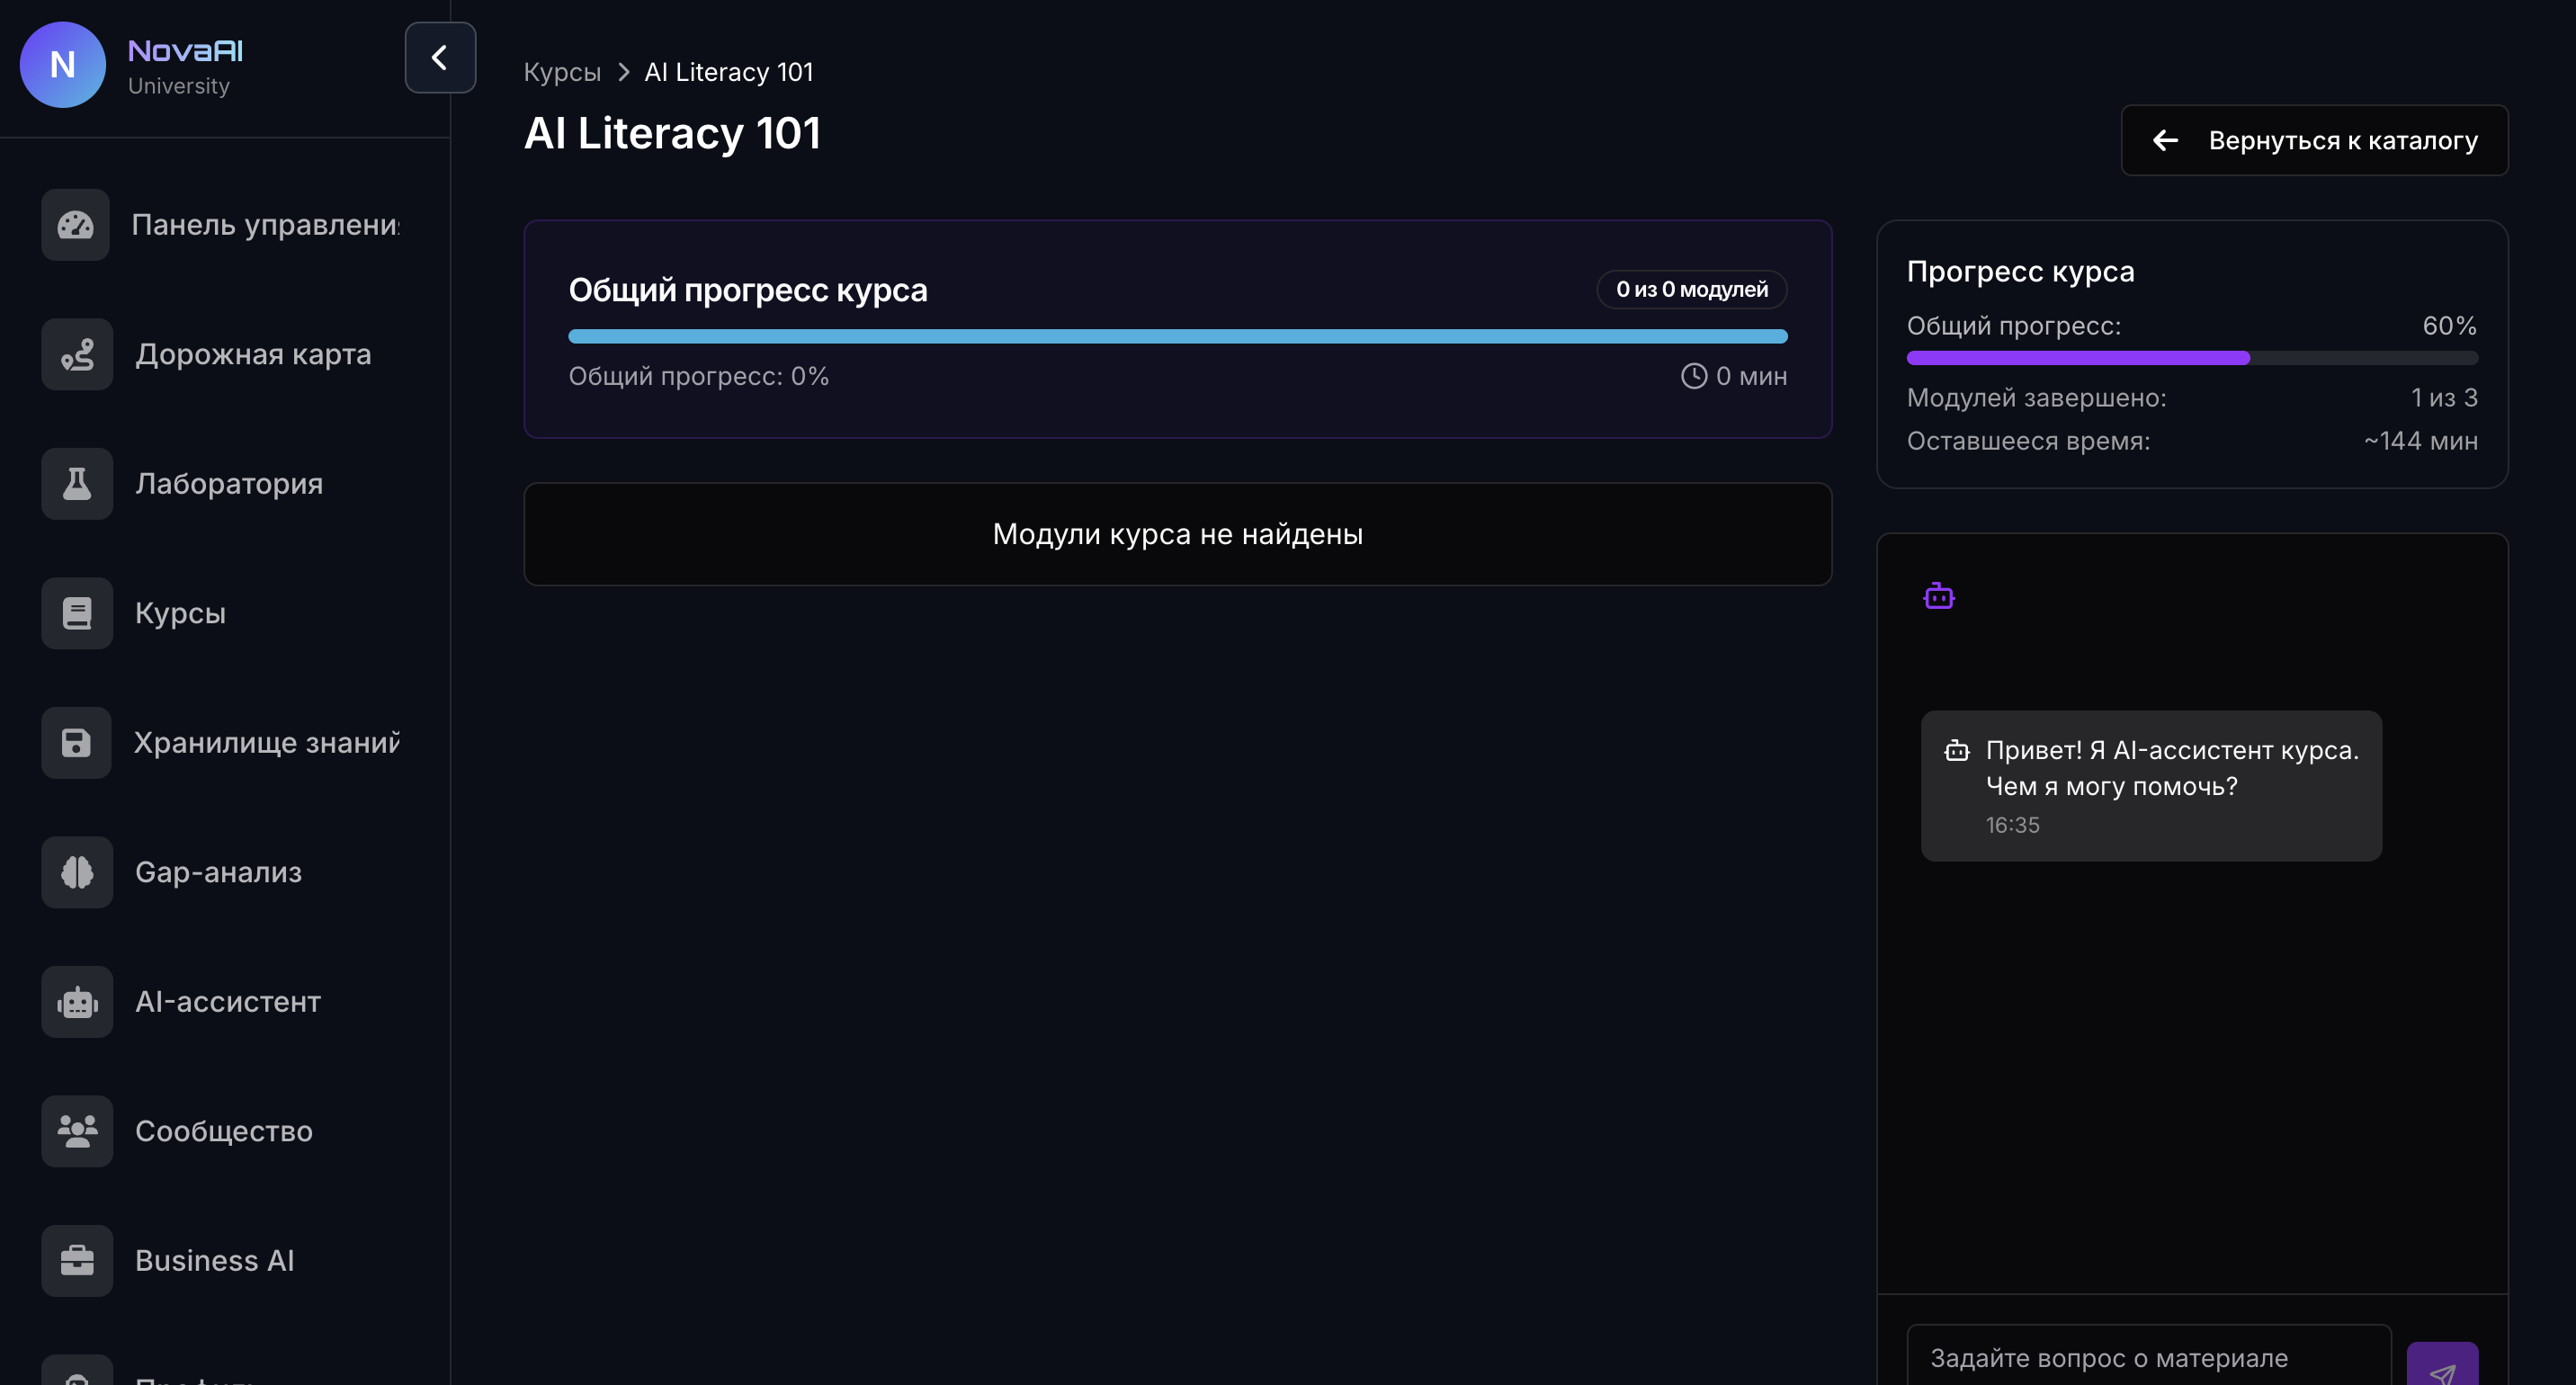 N
NovaAI
University
Панель управлени
Дорожная карта
Лаборатория
Курсы
Хранилище знаний
Gap-анализ
AI-ассистент
Сообщество
Business AI
Курсы > AI Literacy 101
AI Literacy 101
Вернуться к каталогу
Общий прогресс курса
0 из 0 модулей
Общий прогресс: 0%
0 мин
Модули курса не найдены
Прогресс курса
Общий прогресс: 60%
Модулей завершено: 1 из 3
Оставшееся время: ~144 мин
Привет! Я AI-ассистент курса.
Чем я могу помочь?
16:35
Задайте вопрос о материале